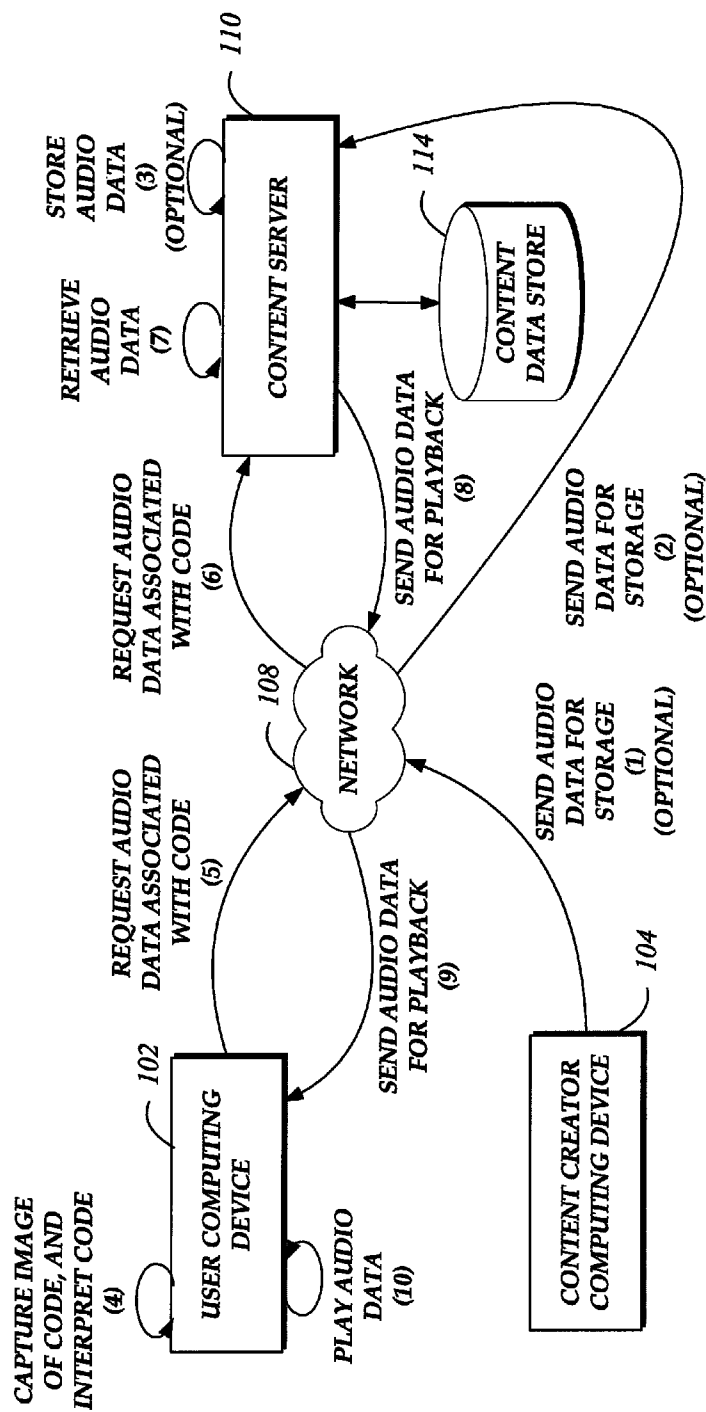 CAPTURE IMAGE
OF CODE, AND
INTERPRET CODE
(4)
102
USER COMPUTING
DEVICE
PLAY AUDIO
DATA
(10)
REQUEST AUDIO
DATA ASSOCIATED
WITH CODE
(5)
SEND AUDIO DATA
FOR PLAYBACK
(9)
108
NETWORK
REQUEST AUDIO
DATA ASSOCIATED
WITH CODE
(6)
SEND AUDIO DATA
FOR PLAYBACK
(8)
RETRIEVE
AUDIO
DATA
(7)
STORE
AUDIO
DATA
(3)
(OPTIONAL)
110
CONTENT SERVER
114
CONTENT
DATA STORE
CONTENT CREATOR
COMPUTING DEVICE
104
SEND AUDIO
DATA FOR
STORAGE
(1)
(OPTIONAL)
SEND AUDIO
DATA FOR
STORAGE
(2)
(OPTIONAL)